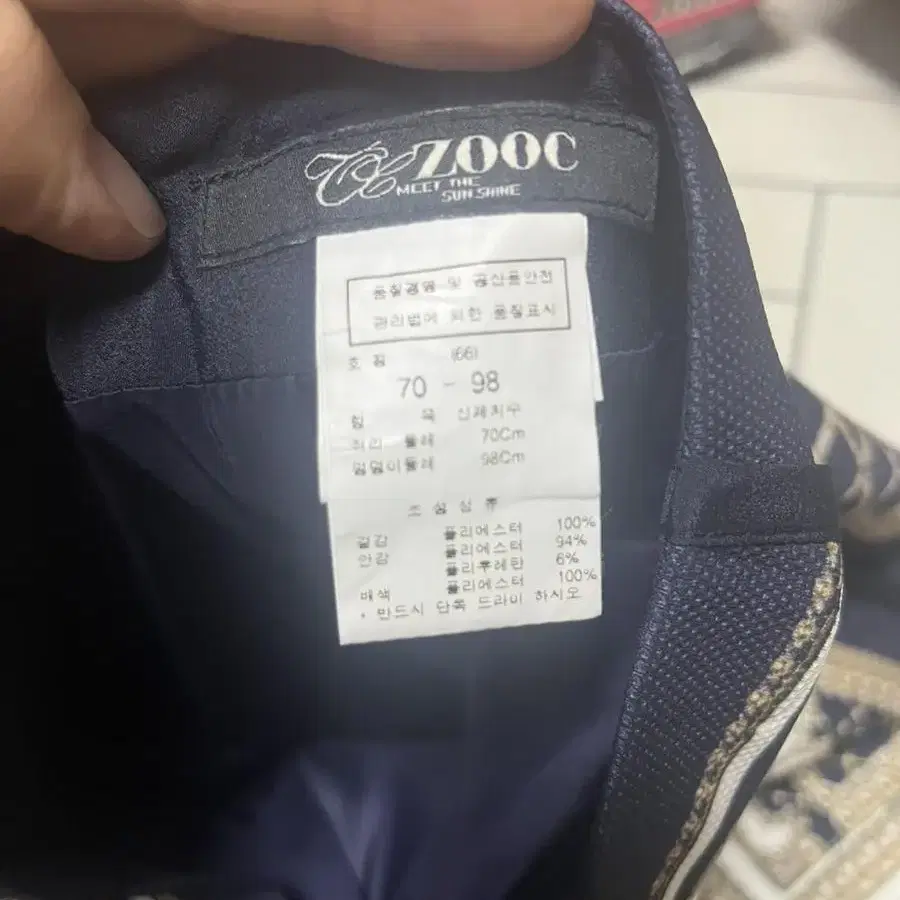 ZOOC
MEET THE
SUN SHINE
품질경영 및 공산품안전
관리법에 의한 품질표시
호 칭 (66)
70 - 98
항 목 신체치수
허리 둘레 70Cm
엉덩이둘레 98Cm
조 성 섬 유
겉감 폴리에스터 100%
안감 폴리에스터 94%
폴리우레탄 6%
배색 폴리에스터 100%
* 반드시 단독 드라이 하시오